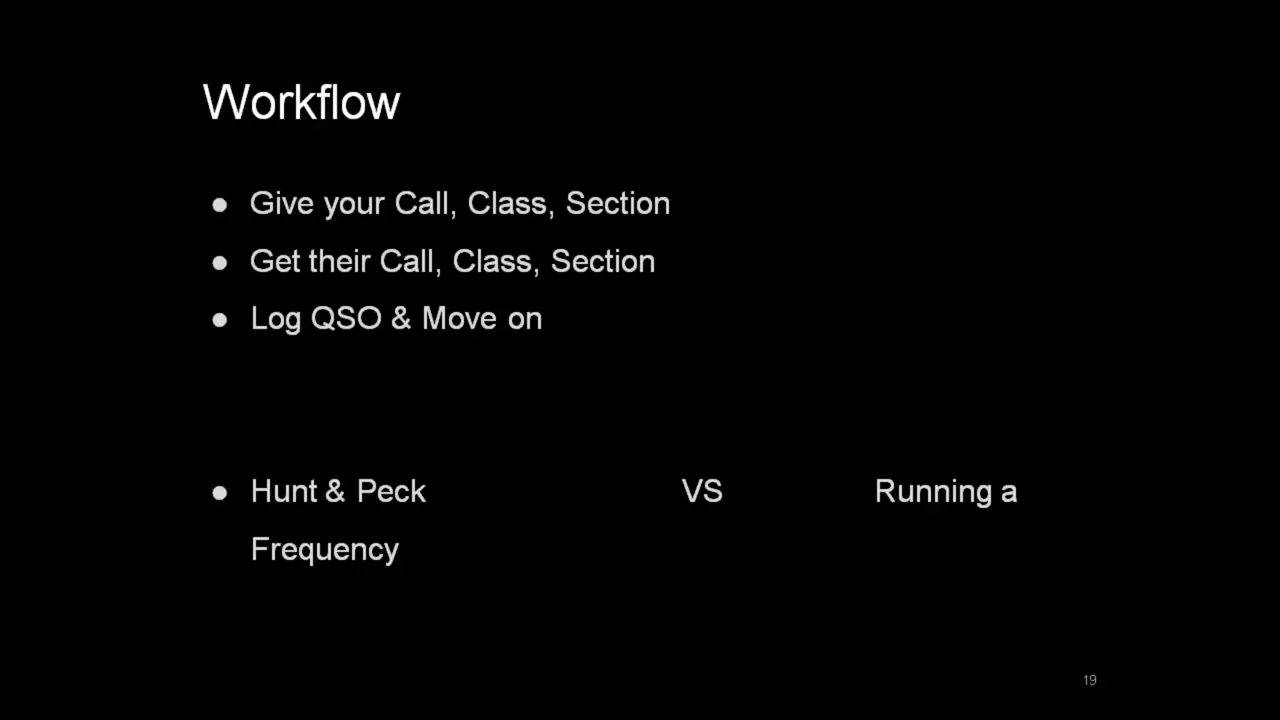 Workflow
● Give your Call, Class, Section
● Get their Call, Class, Section
● Log QSO & Move on
● Hunt & Peck VS Running a
Frequency
19